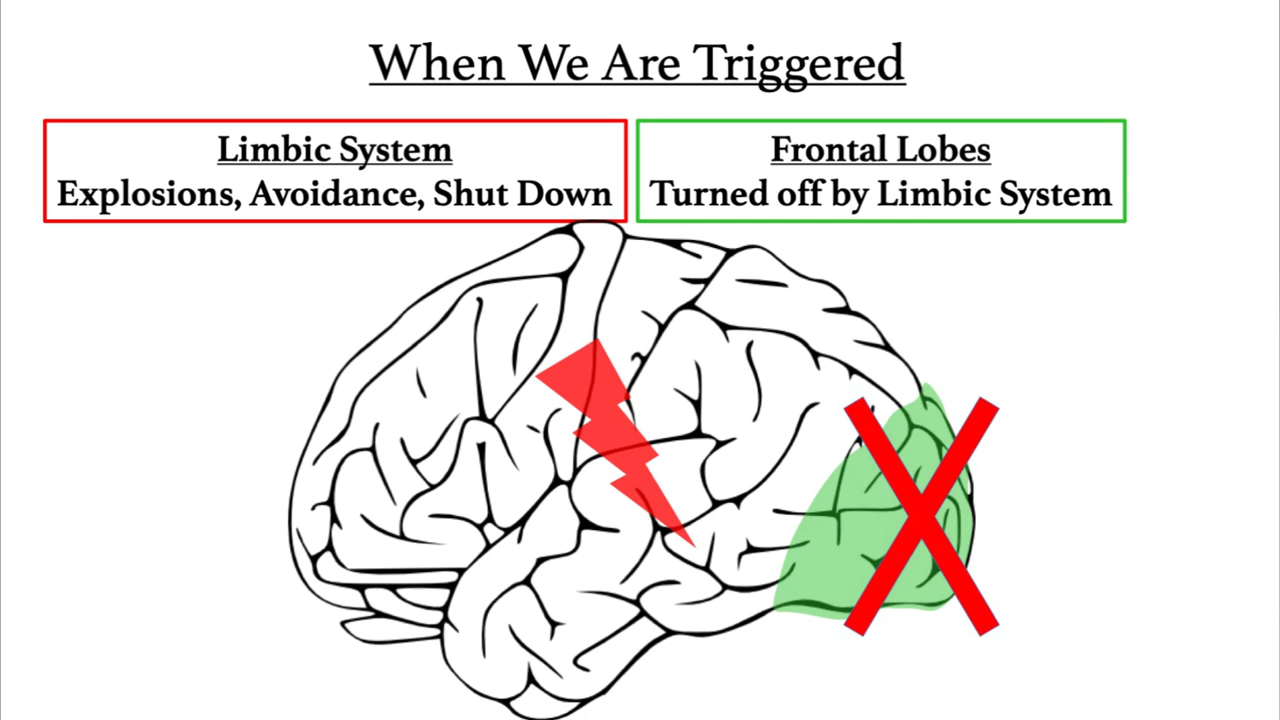 When We Are Triggered
Limbic System
Explosions, Avoidance, Shut Down
Frontal Lobes
Turned off by Limbic System